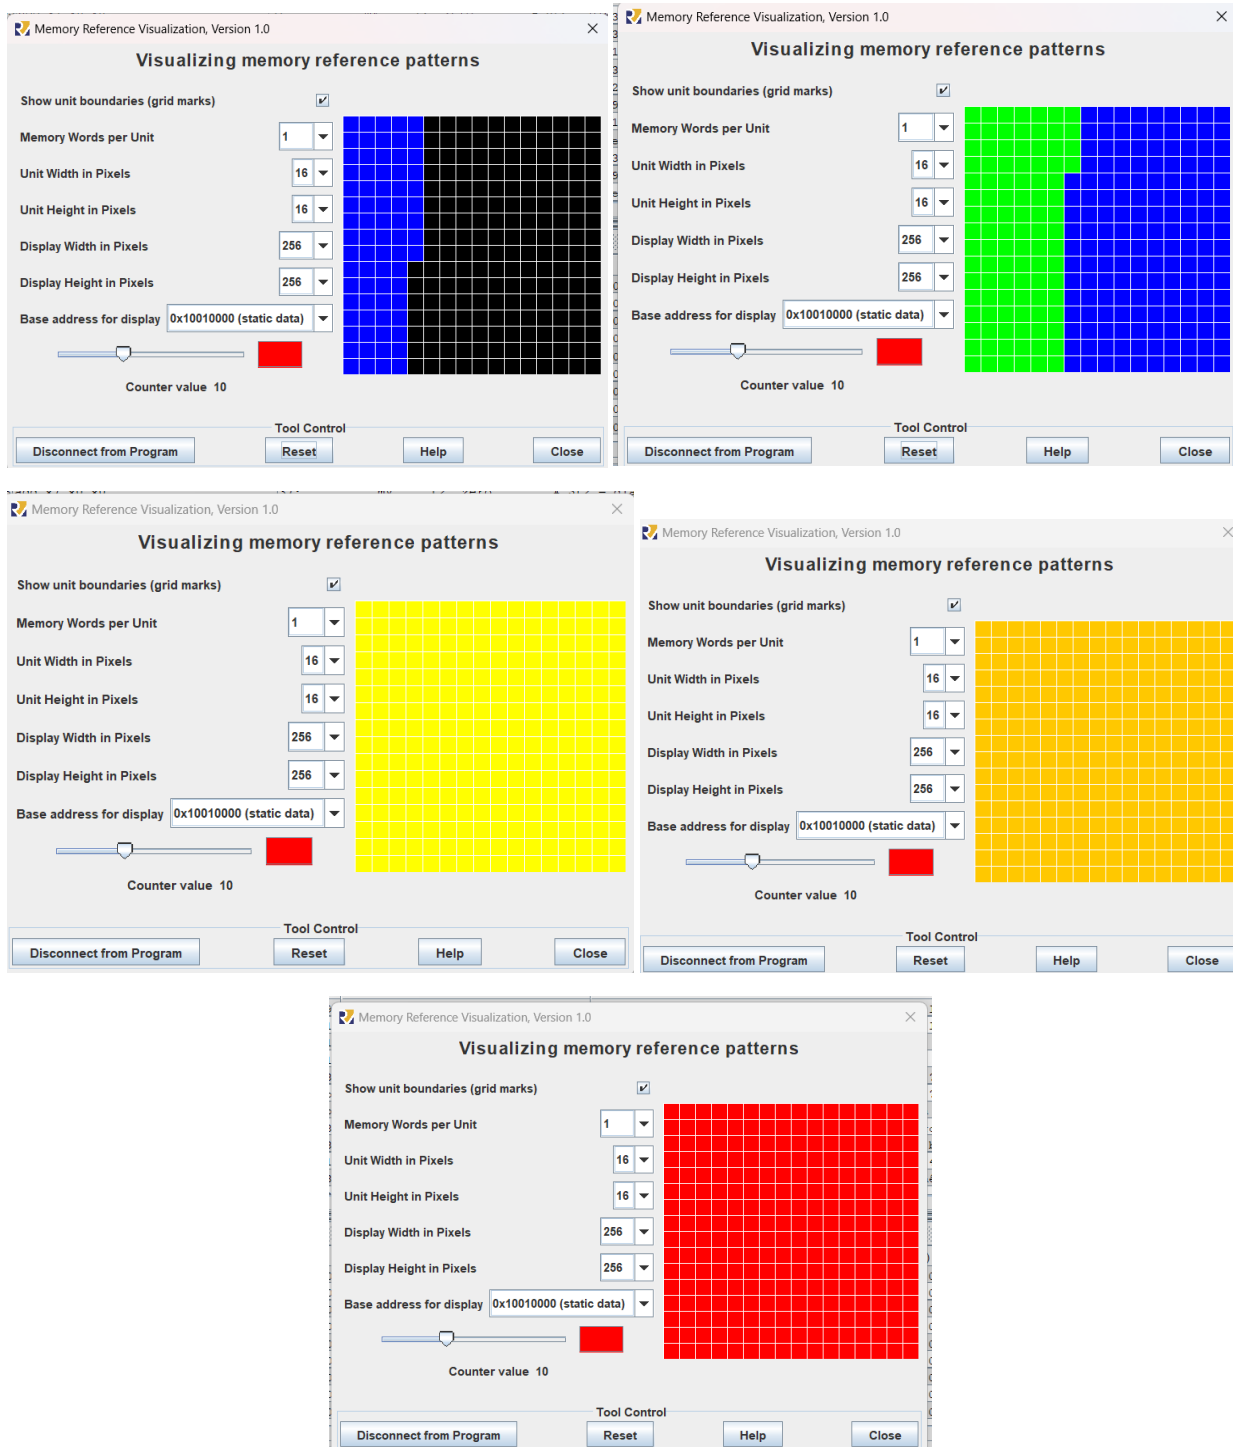 Memory Reference Visualization, Version 1.0
Visualizing memory reference patterns
Show unit boundaries (grid marks)
Memory Words per Unit 1
Unit Width in Pixels 16
Unit Height in Pixels 16
Display Width in Pixels 256
Display Height in Pixels 256
Base address for display 0x10010000 (static data)
Counter value 10
Tool Control
Disconnect from Program Reset Help Close
Memory Reference Visualization, Version 1.0
Visualizing memory reference patterns
Show unit boundaries (grid marks)
Memory Words per Unit 1
Unit Width in Pixels 16
Unit Height in Pixels 16
Display Width in Pixels 256
Display Height in Pixels 256
Base address for display 0x10010000 (static data)
Counter value 10
Tool Control
Disconnect from Program Reset Help Close
Memory Reference Visualization, Version 1.0
Visualizing memory reference patterns
Show unit boundaries (grid marks)
Memory Words per Unit 1
Unit Width in Pixels 16
Unit Height in Pixels 16
Display Width in Pixels 256
Display Height in Pixels 256
Base address for display 0x10010000 (static data)
Counter value 10
Tool Control
Disconnect from Program Reset Help Close
Memory Reference Visualization, Version 1.0
Visualizing memory reference patterns
Show unit boundaries (grid marks)
Memory Words per Unit 1
Unit Width in Pixels 16
Unit Height in Pixels 16
Display Width in Pixels 256
Display Height in Pixels 256
Base address for display 0x10010000 (static data)
Counter value 10
Tool Control
Disconnect from Program Reset Help Close
Memory Reference Visualization, Version 1.0
Visualizing memory reference patterns
Show unit boundaries (grid marks)
Memory Words per Unit 1
Unit Width in Pixels 16
Unit Height in Pixels 16
Display Width in Pixels 256
Display Height in Pixels 256
Base address for display 0x10010000 (static data)
Counter value 10
Tool Control
Disconnect from Program Reset Help Close